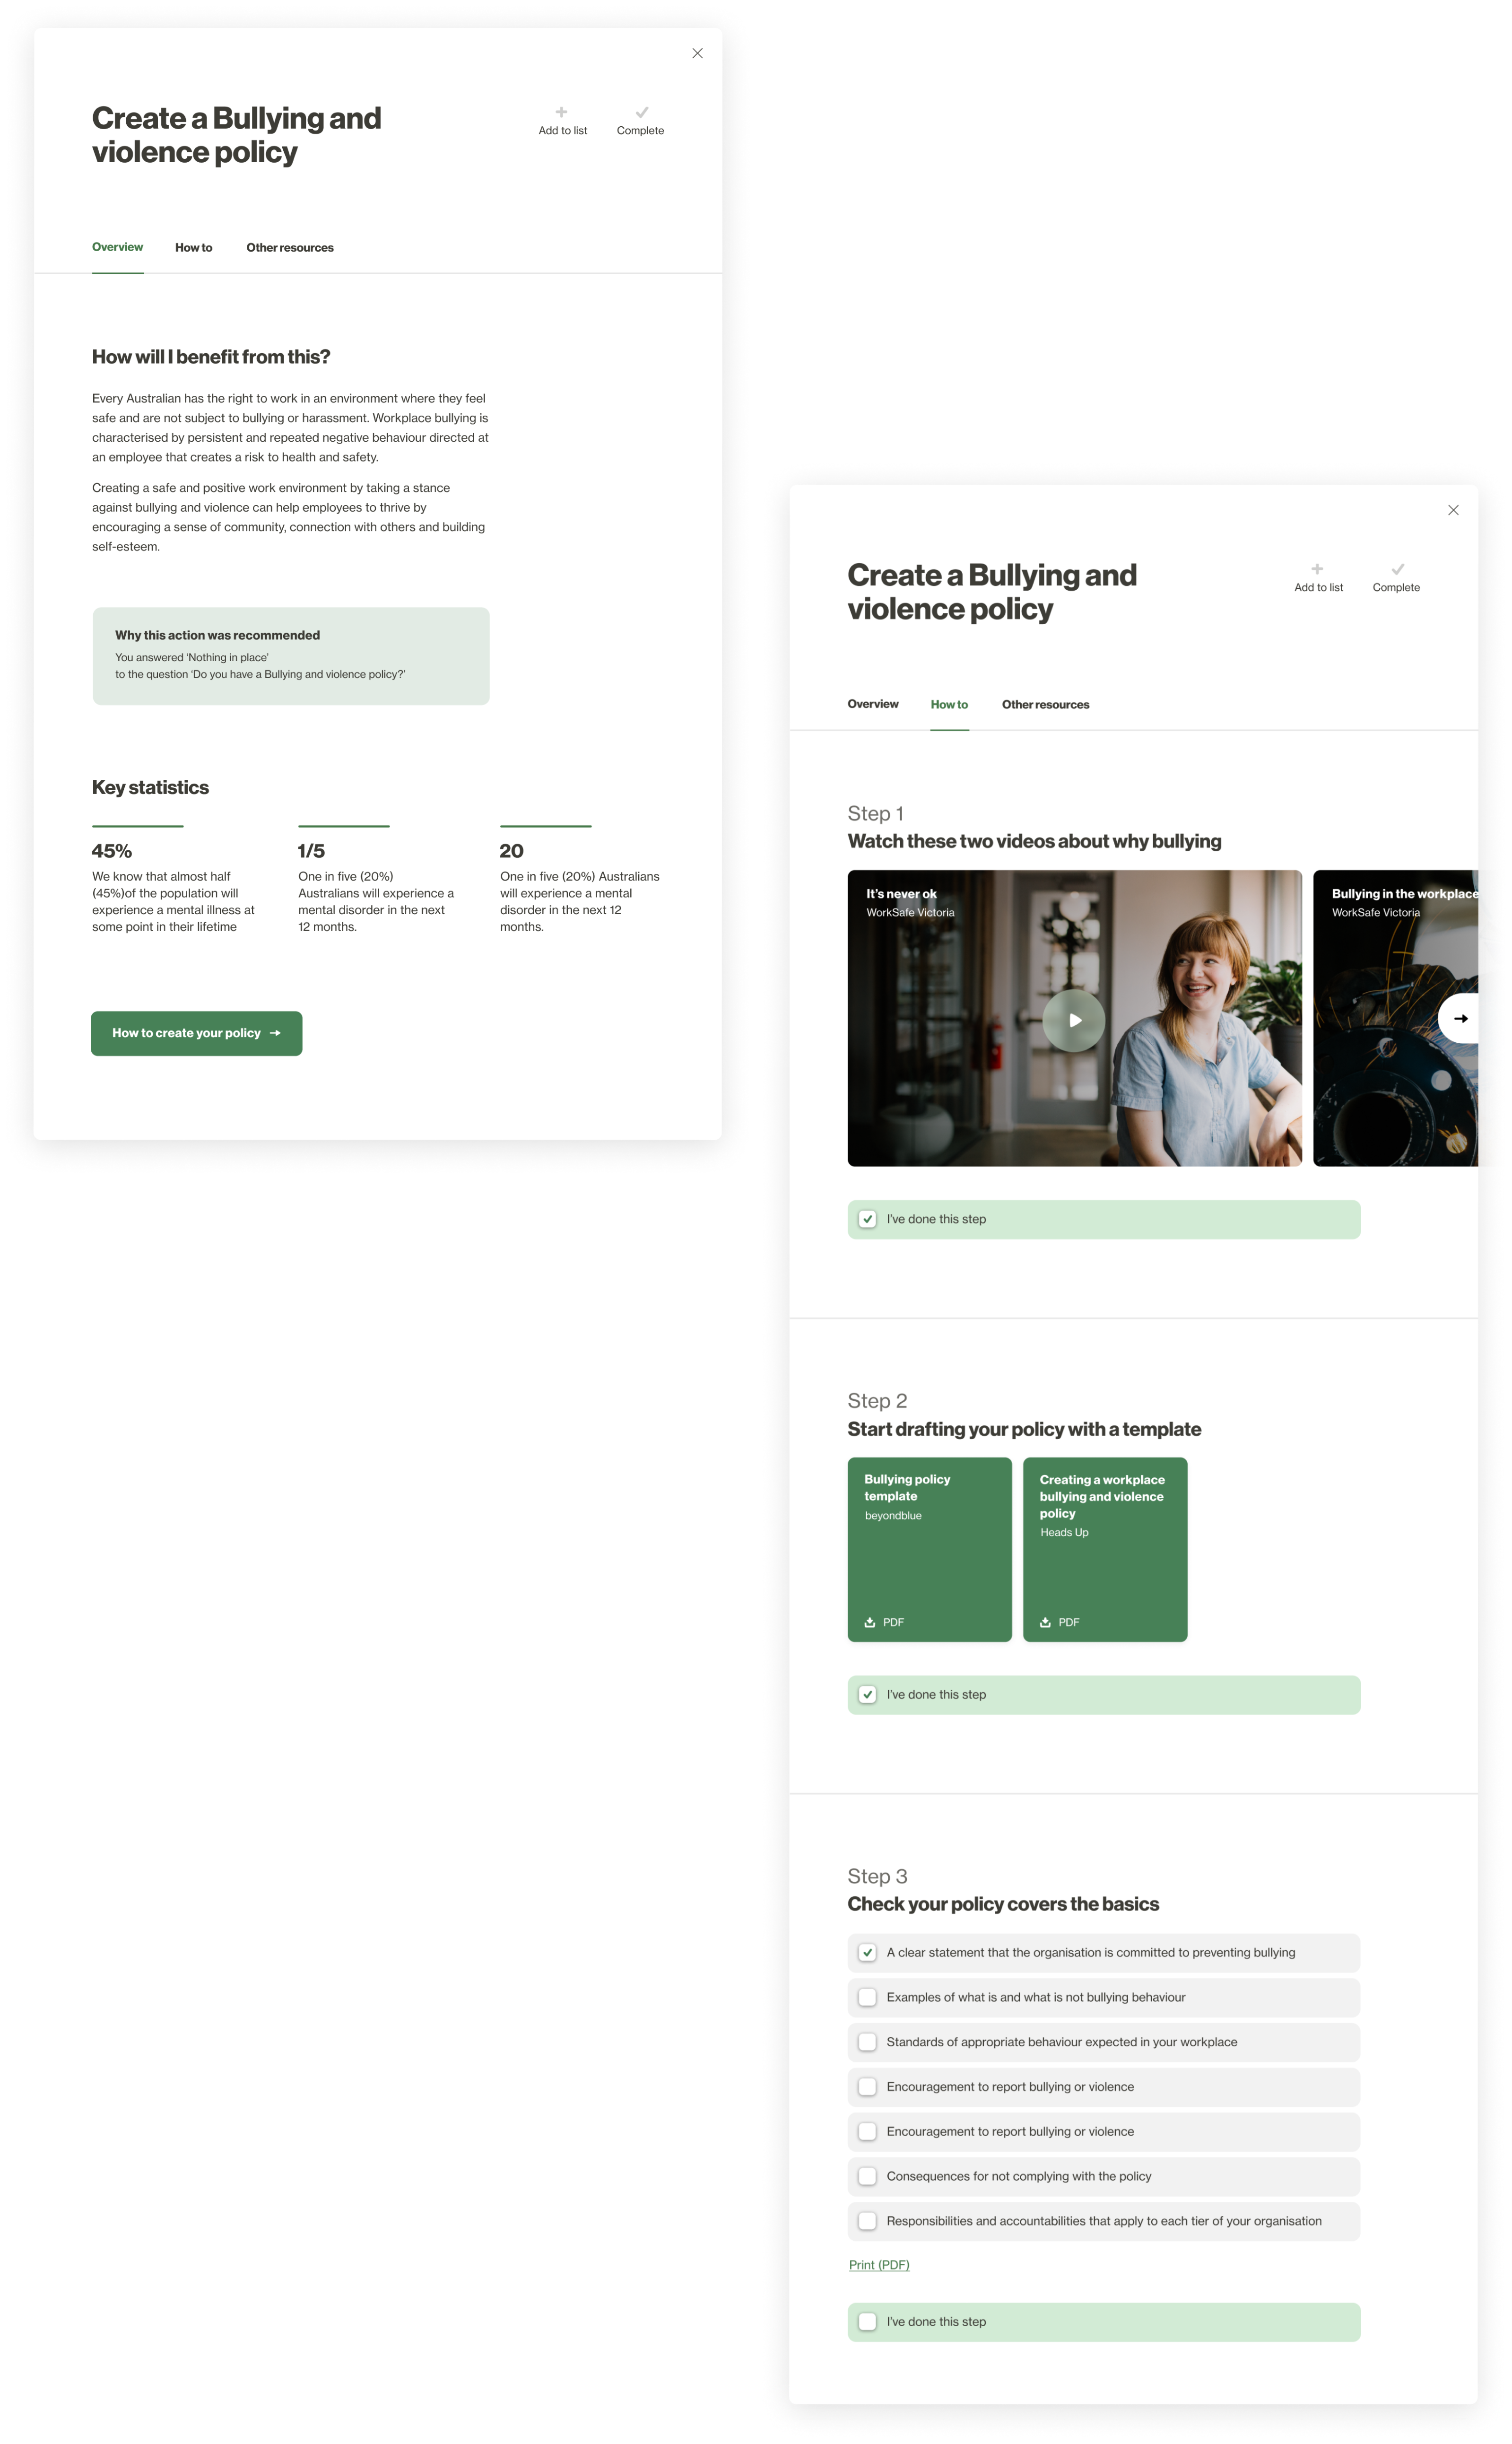 Create a Bullying and
violence policy
Add to list
Complete
Overview
How to
Other resources
How will I benefit from this?
Every Australian has the right to work in an environment where they feel
safe and are not subject to bullying or harassment. Workplace bullying is
characterised by persistent and repeated negative behaviour directed at
an employee that creates a risk to health and safety.
Creating a safe and positive work environment by taking a stance
against bullying and violence can help employees to thrive by
encouraging a sense of community, connection with others and building
self-esteem.
Why this action was recommended
You answered ‘Nothing in place’
to the question ‘Do you have a Bullying and violence policy?’
Key statistics
45%
We know that almost half
(45%)of the population will
experience a mental illness at
some point in their lifetime
1/5
One in five (20%)
Australians will experience a
mental disorder in the next
12 months.
20
One in five (20%) Australians
will experience a mental
disorder in the next 12
months.
How to create your policy
Create a Bullying and
violence policy
Add to list
Complete
Overview
How to
Other resources
Step 1
Watch these two videos about why bullying
It’s never ok
WorkSafe Victoria
Bullying in the workplace
WorkSafe Victoria
I’ve done this step
Step 2
Start drafting your policy with a template
Bullying policy
template
beyondblue
PDF
Creating a workplace
bullying and violence
policy
Heads Up
PDF
I’ve done this step
Step 3
Check your policy covers the basics
A clear statement that the organisation is committed to preventing bullying
Examples of what is and what is not bullying behaviour
Standards of appropriate behaviour expected in your workplace
Encouragement to report bullying or violence
Encouragement to report bullying or violence
Consequences for not complying with the policy
Responsibilities and accountabilities that apply to each tier of your organisation
Print (PDF)
I’ve done this step